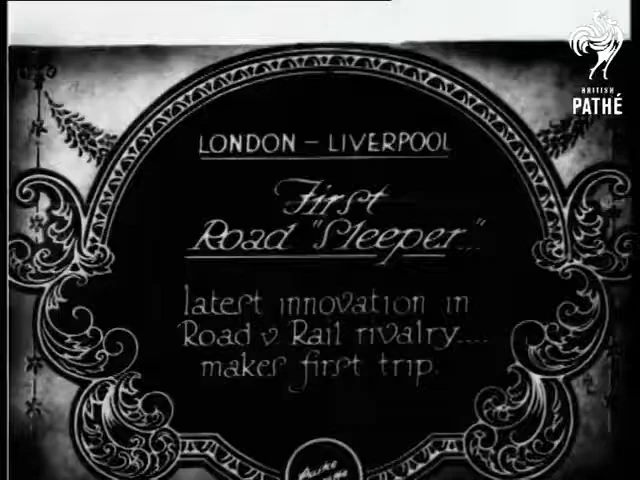 BRITISH
PATHÉ
LONDON – LIVERPOOL
First
Road "Sleeper..."
latest innovation in
Road v Rail rivalry....
makes first trip.